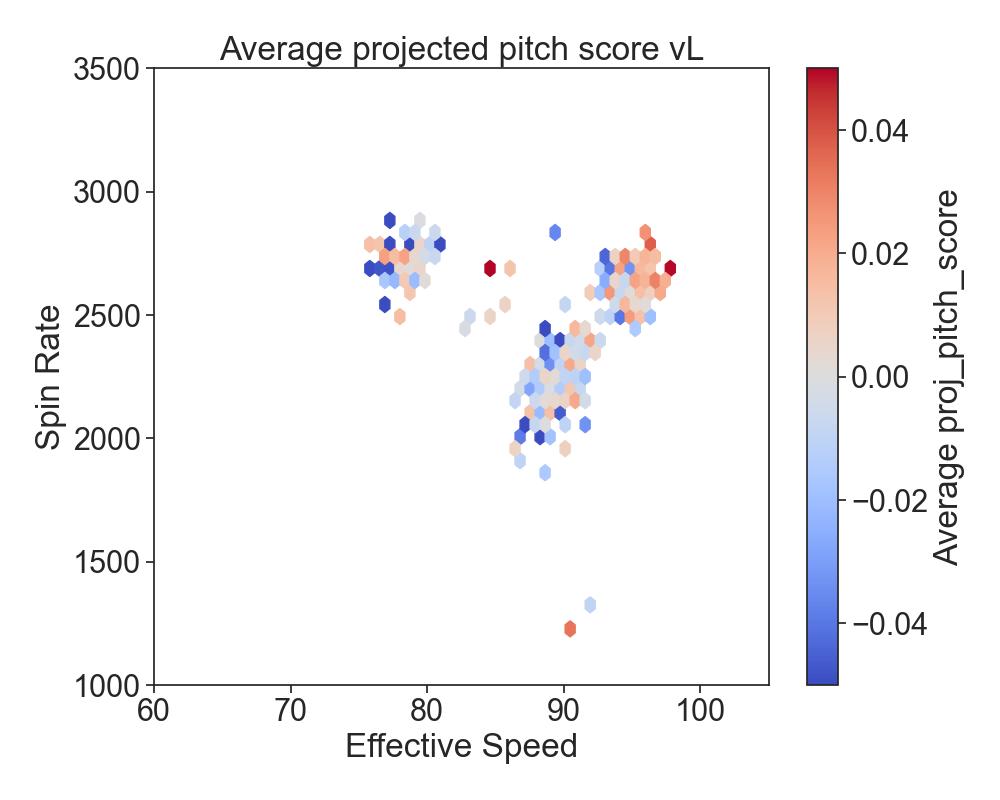 Average projected pitch score vL
3500
3000
2500
2000
1500
1000
Spin Rate
60 70 80 90 100
Effective Speed
0.04
0.02
0.00
−0.02
−0.04
Average proj_pitch_score